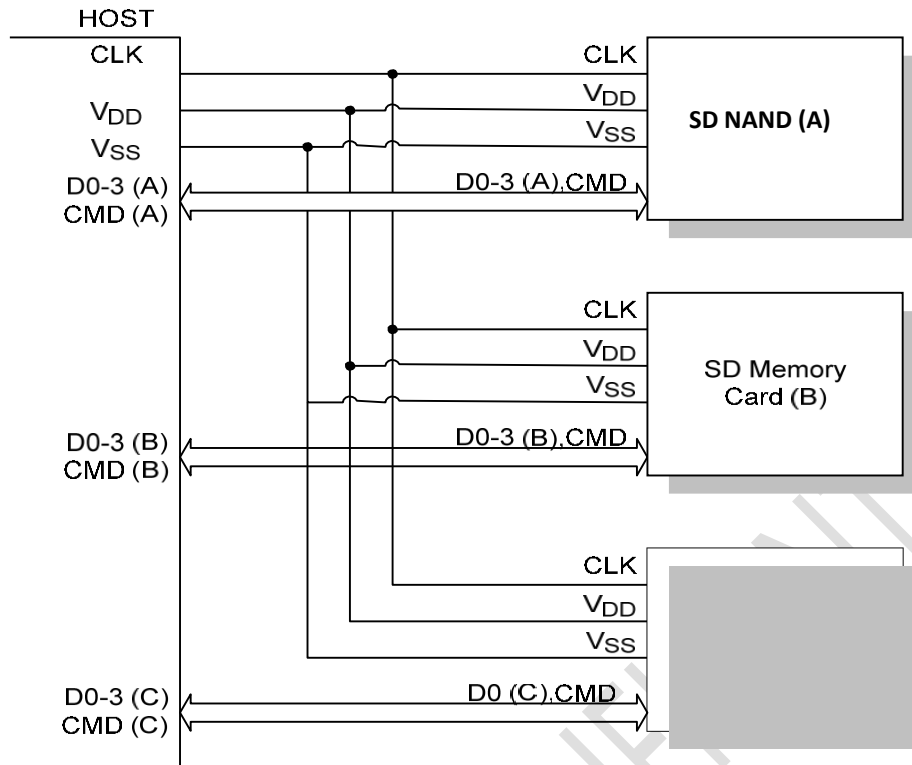 HOST
CLK
VDD
VSS
D0-3 (A)
CMD (A)
CLK
VDD
VSS
D0-3 (A),CMD
SD NAND (A)
CLK
VDD
VSS
D0-3 (B),CMD
SD Memory
Card (B)
D0-3 (B)
CMD (B)
CLK
VDD
VSS
D0 (C),CMD
D0-3 (C)
CMD (C)